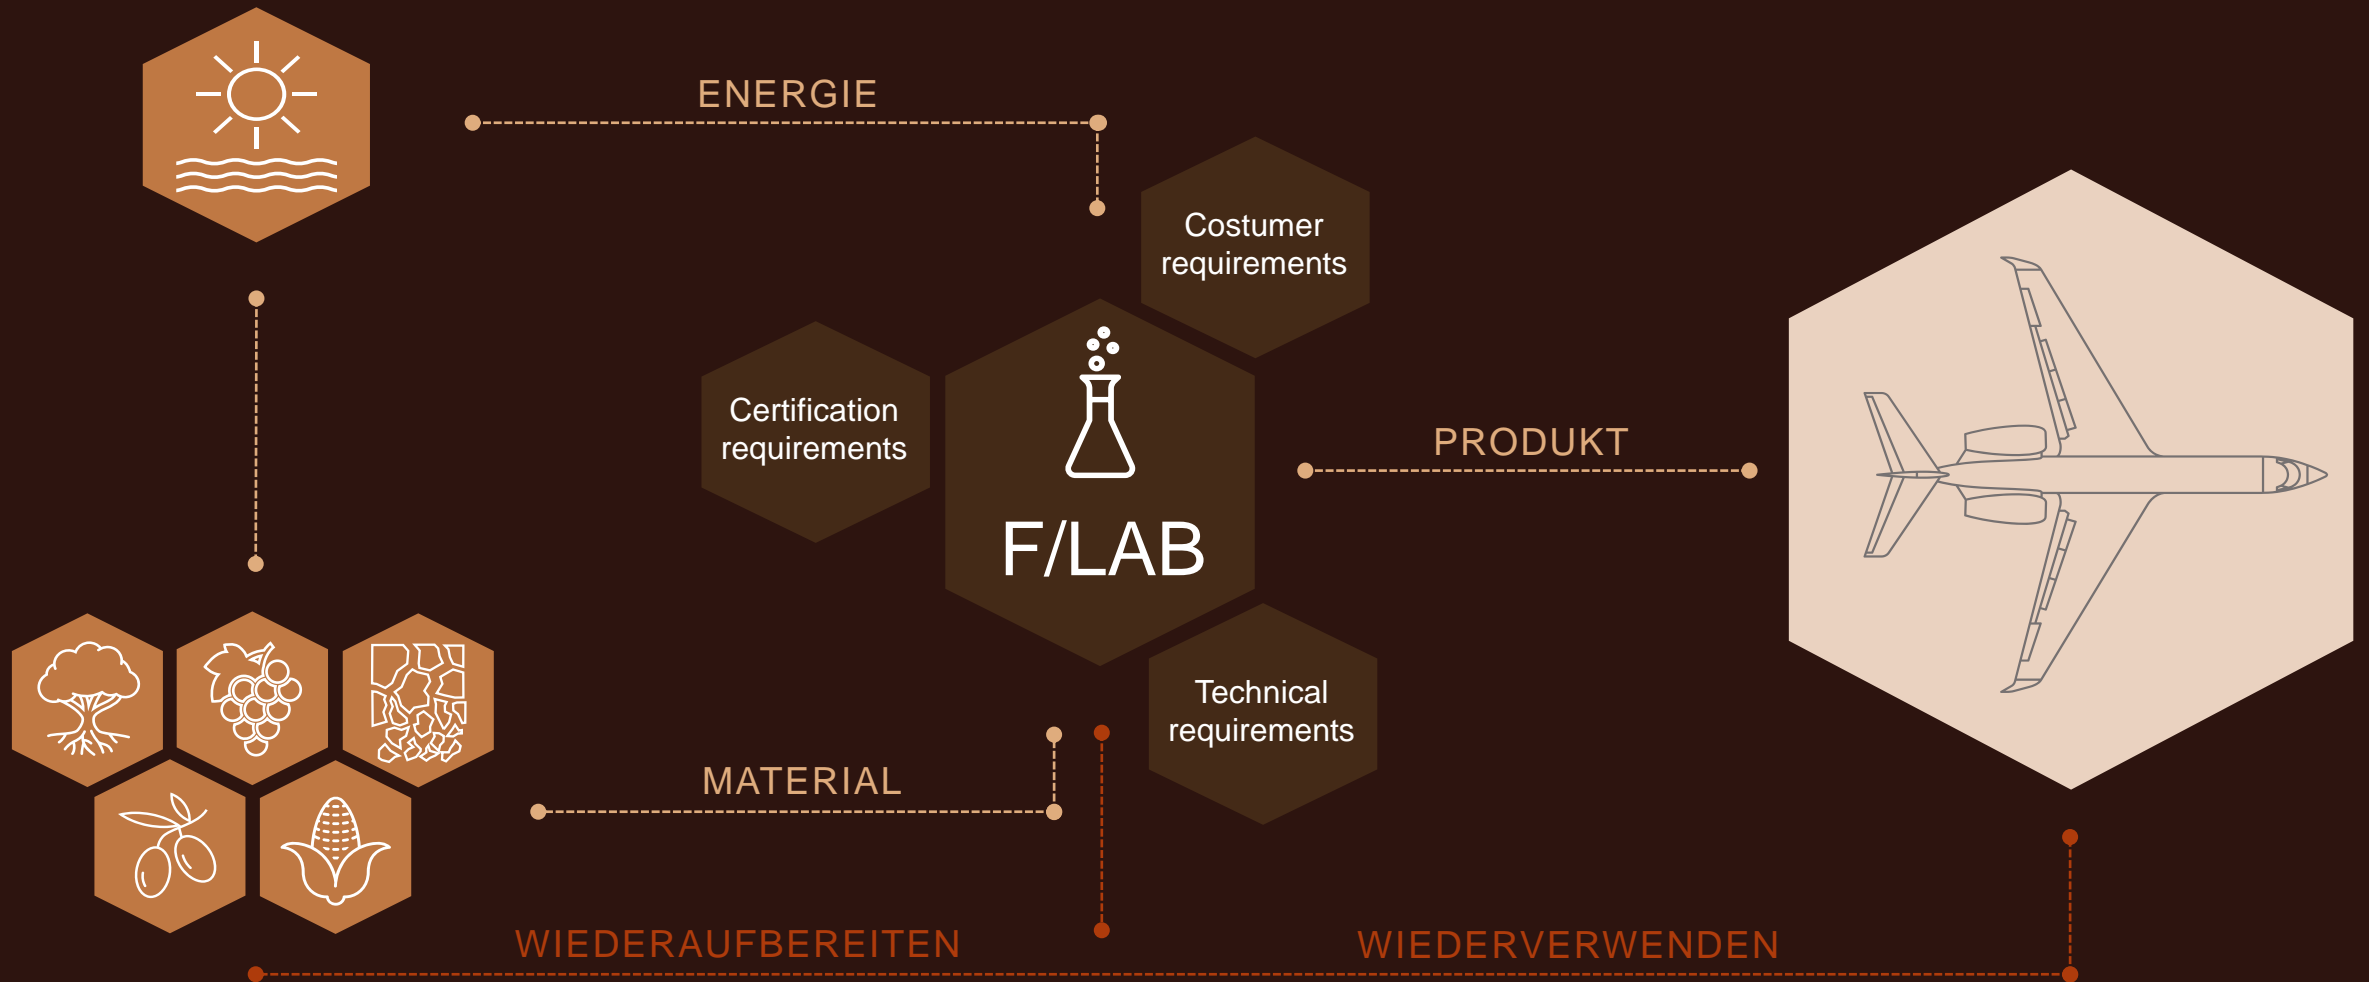 ENERGIE
Costumer
requirements
Certification
requirements
F/LAB
PRODUKT
Technical
requirements
MATERIAL
WIEDERAUFBEREITEN
WIEDERVERWENDEN